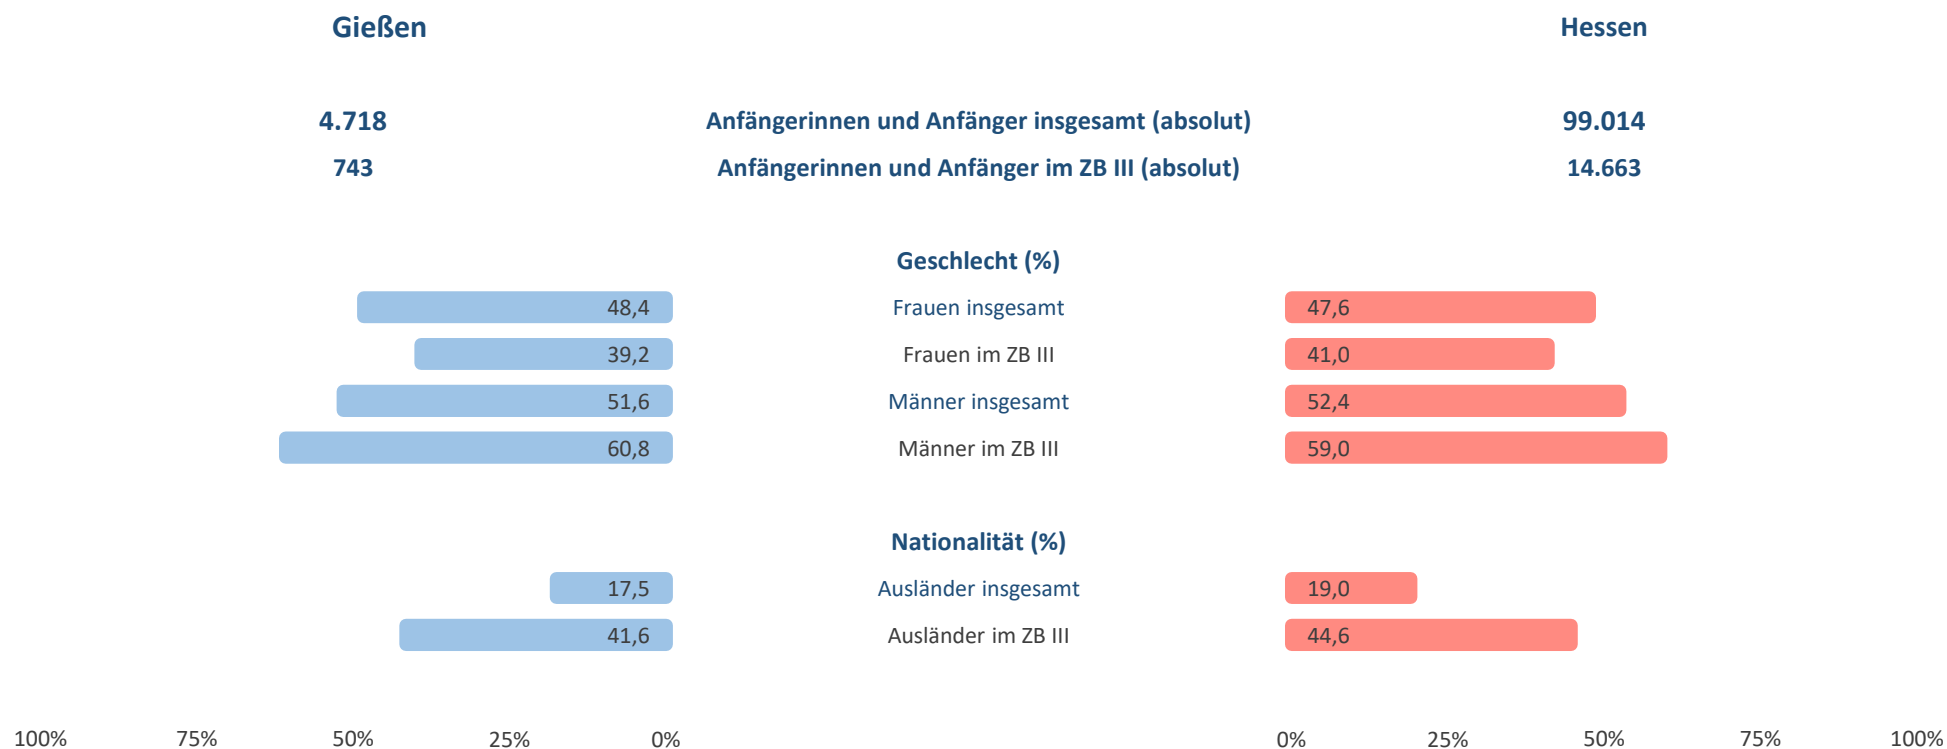 Gießen Hessen
4.718 Anfängerinnen und Anfänger insgesamt (absolut) 99.014
743 Anfängerinnen und Anfänger im ZB III (absolut) 14.663
Geschlecht (%)
48,4 Frauen insgesamt 47,6
39,2 Frauen im ZB III 41,0
51,6 Männer insgesamt 52,4
60,8 Männer im ZB III 59,0
Nationalität (%)
17,5 Ausländer insgesamt 19,0
41,6 Ausländer im ZB III 44,6
100% 75% 50% 25% 0% 0% 25% 50% 75% 100%